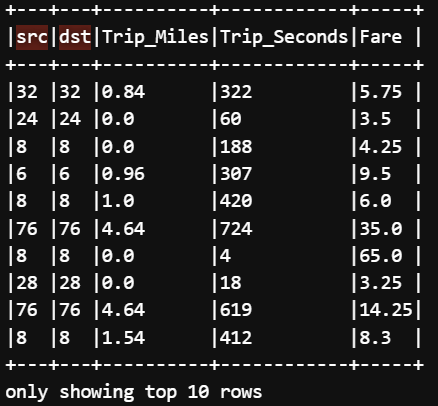 +---+---+----------+------------+-----+
|src|dst|Trip_Miles|Trip_Seconds|Fare |
+---+---+----------+------------+-----+
|32 |32 |0.84      |322         |5.75 |
|24 |24 |0.0       |60          |3.5  |
|8  |8  |0.0       |188         |4.25 |
|6  |6  |0.96      |307         |9.5  |
|8  |8  |1.0       |420         |6.0  |
|76 |76 |4.64      |724         |35.0 |
|8  |8  |0.0       |4           |65.0 |
|28 |28 |0.0       |18          |3.25 |
|76 |76 |4.64      |619         |14.25|
|8  |8  |1.54      |412         |8.3  |
+---+---+----------+------------+-----+
only showing top 10 rows